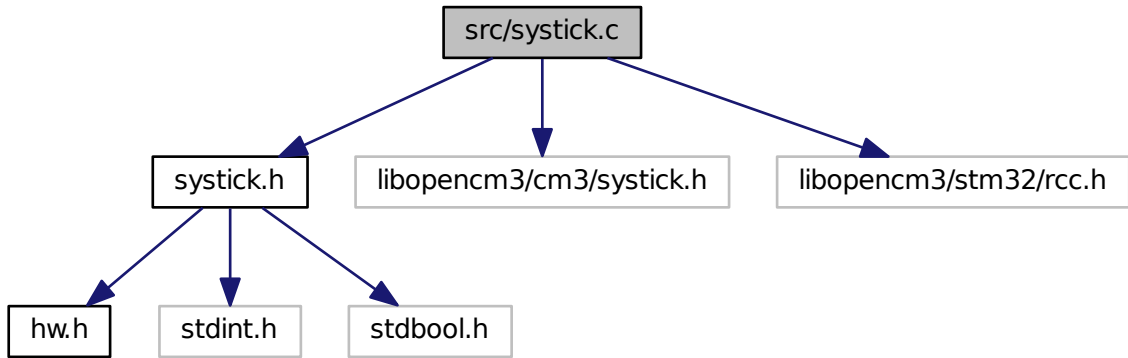 src/systick.c
systick.h
libopencm3/cm3/systick.h
libopencm3/stm32/rcc.h
hw.h
stdint.h
stdbool.h